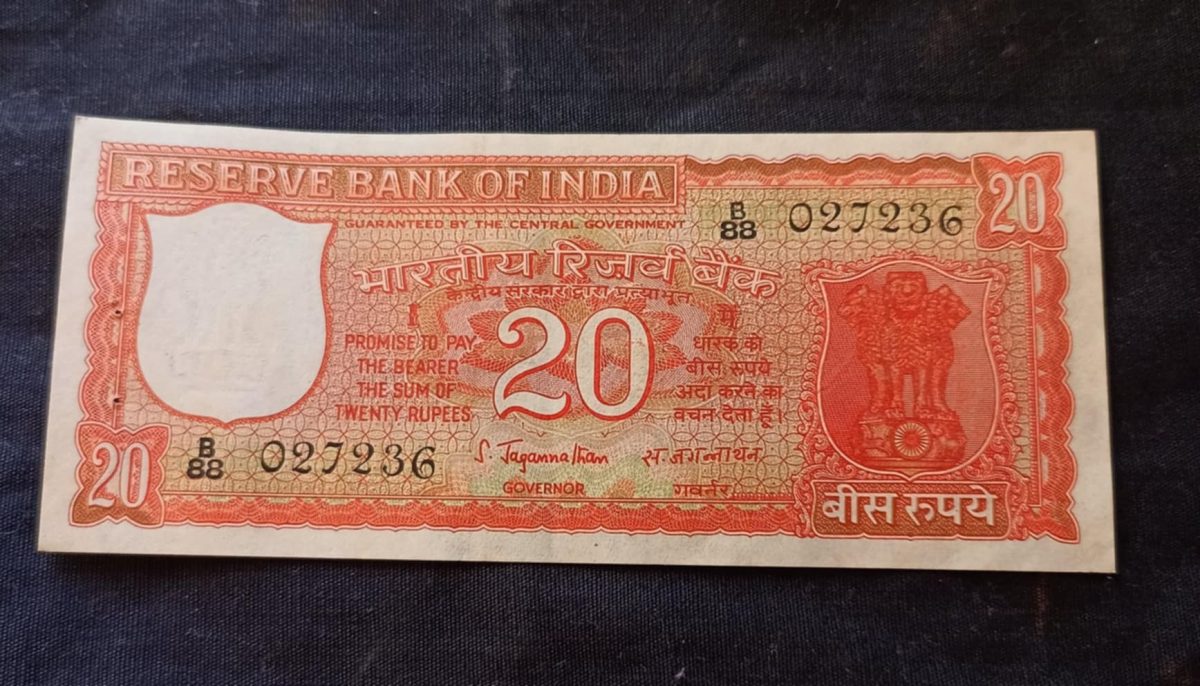 RESERVE BANK OF INDIA
20
GUARANTEED BY THE CENTRAL GOVERNMENT
B
88 027236
भारतीय रिज़र्व बैंक
केन्द्रीय सरकार द्वारा प्रत्याभूत
I
PROMISE TO PAY
THE BEARER
THE SUM OF
TWENTY RUPEES
20
मैं
धारक को
बीस रुपये
अदा करने का
वचन देता हूँ।
20
B
88 027236
S. Jagannathan
स. जगन्नाथन
GOVERNOR
गवर्नर
बीस रुपये